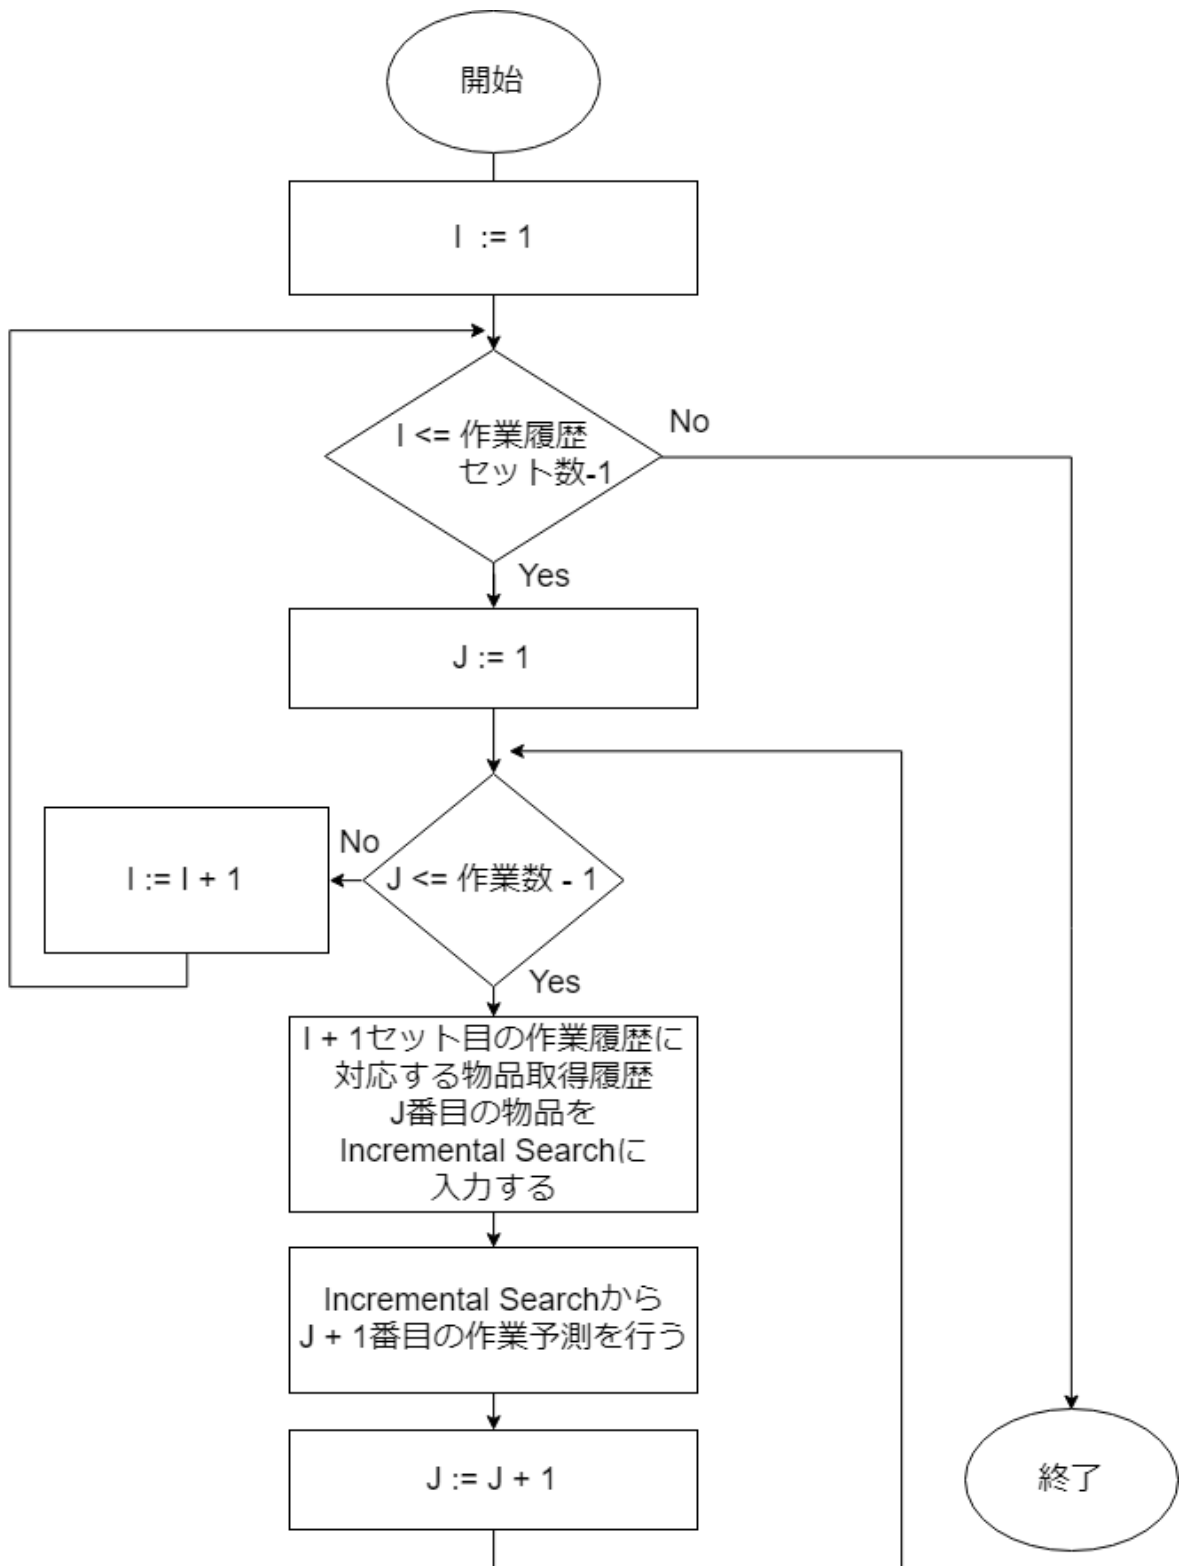 開始
I := 1
I <= 作業履歴
セット数-1
No
Yes
J := 1
No
I := I + 1
J <= 作業数 - 1
Yes
I + 1セット目の作業履歴に
対応する物品取得履歴
J番目の物品を
Incremental Searchに
入力する
Incremental Searchから
J + 1番目の作業予測を行う
J := J + 1
終了